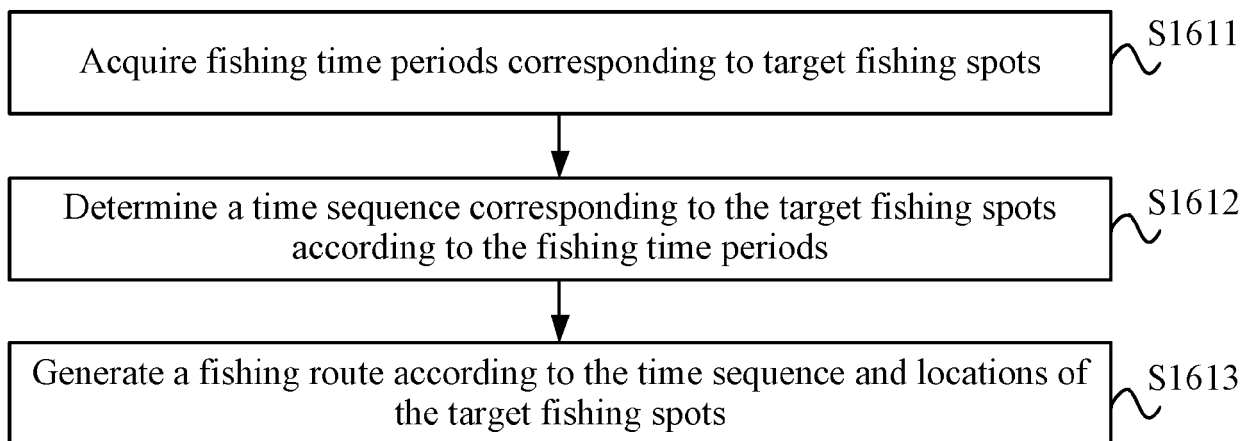 Acquire fishing time periods corresponding to target fishing spots
S1611
Determine a time sequence corresponding to the target fishing spots
according to the fishing time periods
S1612
Generate a fishing route according to the time sequence and locations of
the target fishing spots
S1613